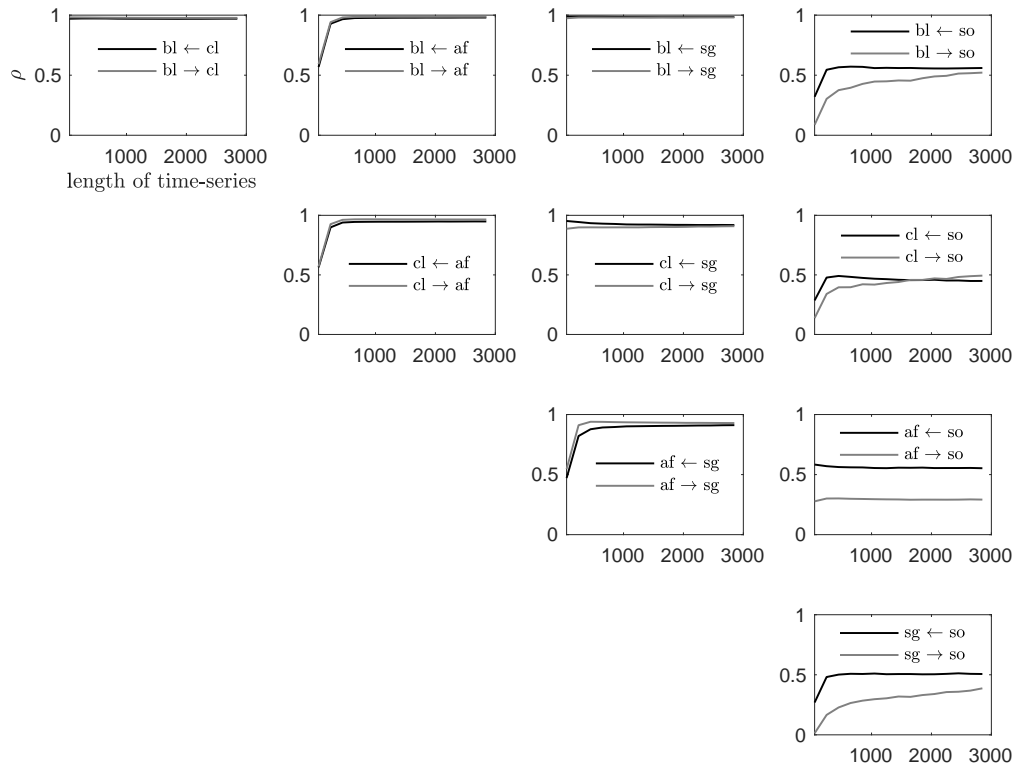 1
0.5
0
ρ
bl ← cl
bl → cl
1000 2000 3000
length of time-series
1
0.5
0
bl ← af
bl → af
1000 2000 3000
1
0.5
0
bl ← sg
bl → sg
1000 2000 3000
1
0.5
0
bl ← so
bl → so
1000 2000 3000
1
0.5
0
cl ← af
cl → af
1000 2000 3000
1
0.5
0
cl ← sg
cl → sg
1000 2000 3000
1
0.5
0
cl ← so
cl → so
1000 2000 3000
1
0.5
0
af ← sg
af → sg
1000 2000 3000
1
0.5
0
af ← so
af → so
1000 2000 3000
1
0.5
0
sg ← so
sg → so
1000 2000 3000